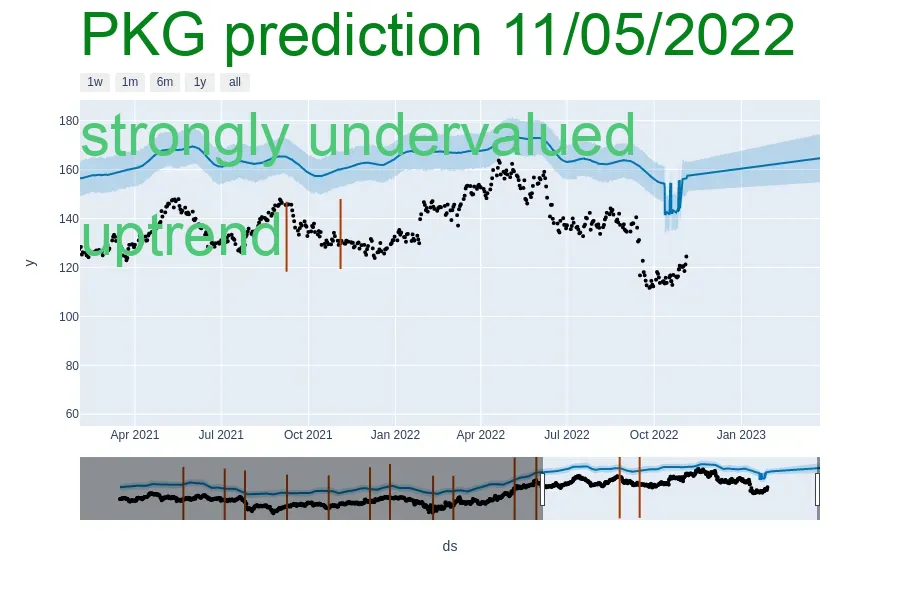 PKG prediction 11/05/2022
1w 1m 6m 1y all
strongly undervalued
uptrend
180
160
140
120
100
80
60
y
Apr 2021 Jul 2021 Oct 2021 Jan 2022 Apr 2022 Jul 2022 Oct 2022 Jan 2023
ds